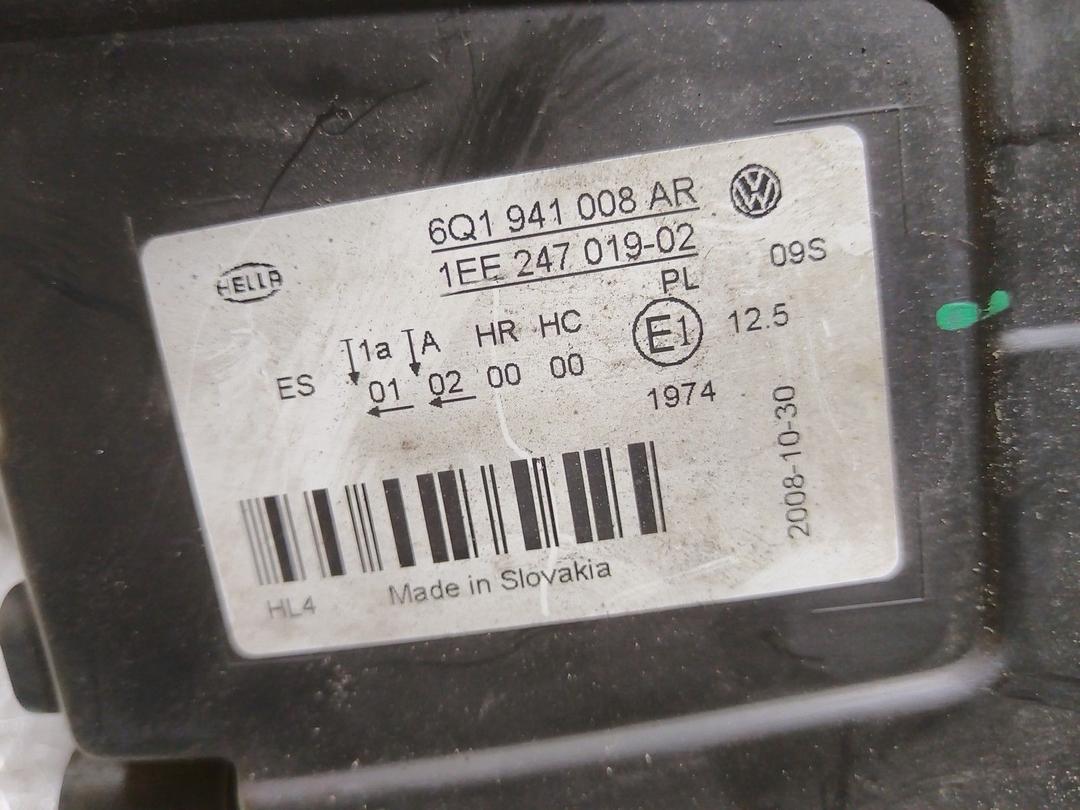 6Q1 941 008 AR
HELLA
1EE 247 019-02
09S
PL
1a A HR HC
E1
12.5
ES 01 02 00 00
1974
2008-10-30
Made in Slovakia
HL4